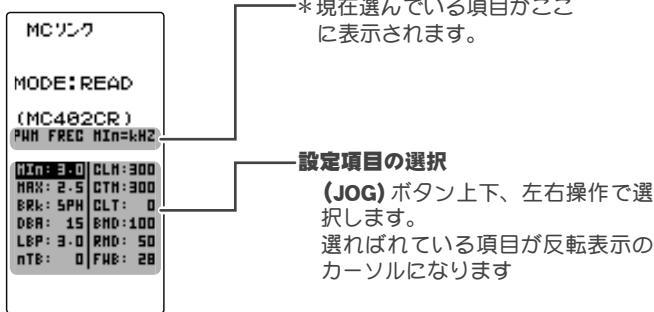 *現在選んでいる項目がここ
に表示されます。
MCリンク
MODE:READ
(MC402CR)
PWM FREC MIn=kHZ
MIn: 3.0 CLM:300
MAX: 2.5 CTM:300
BRk: SPH CLT: 0
DBA: 15 BMD:100
LBP: 3.0 RMD: 50
nTB: 0 FWB: 28
設定項目の選択
(JOG) ボタン上下、左右操作で選
択します。
選ればれている項目が反転表示の
カーソルになります